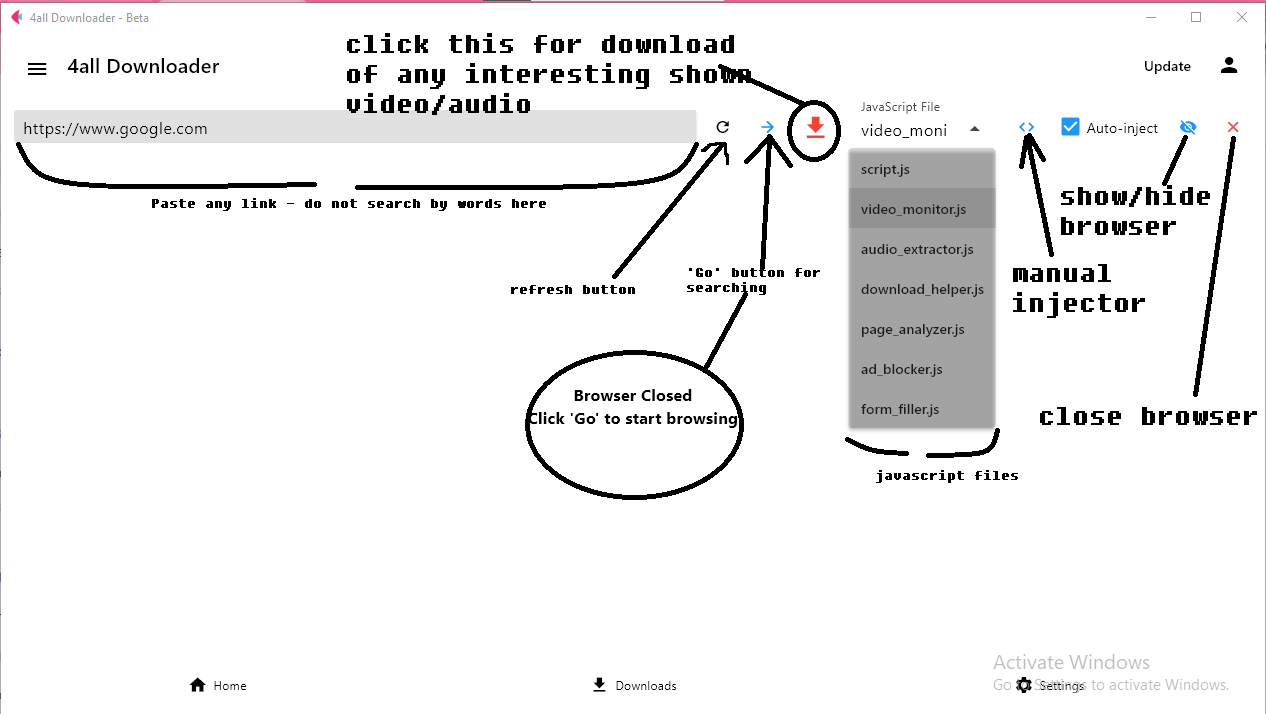 4all Downloader - Beta
4all Downloader
click this for download
of any interesting shown
video/audio
Update
https://www.google.com
JavaScript File
video_moni
Auto-inject
script.js
video_monitor.js
audio_extractor.js
download_helper.js
page_analyzer.js
ad_blocker.js
form_filler.js
Paste any link - do not search by words here
show/hide
browser
refresh button
'Go' button for
searching
manual
injector
Browser Closed
Click 'Go' to start browsing
close browser
javascript files
Activate Windows
Go to Settings to activate Windows.
Home
Downloads
Settings